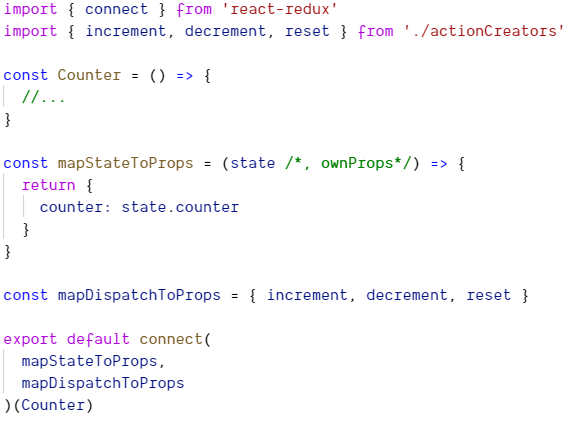 import { connect } from 'react-redux'
import { increment, decrement, reset } from './actionCreators'

const Counter = () => {
  //...
}

const mapStateToProps = (state /*, ownProps*/) => {
  return {
    counter: state.counter
  }
}

const mapDispatchToProps = { increment, decrement, reset }

export default connect(
  mapStateToProps,
  mapDispatchToProps
)(Counter)